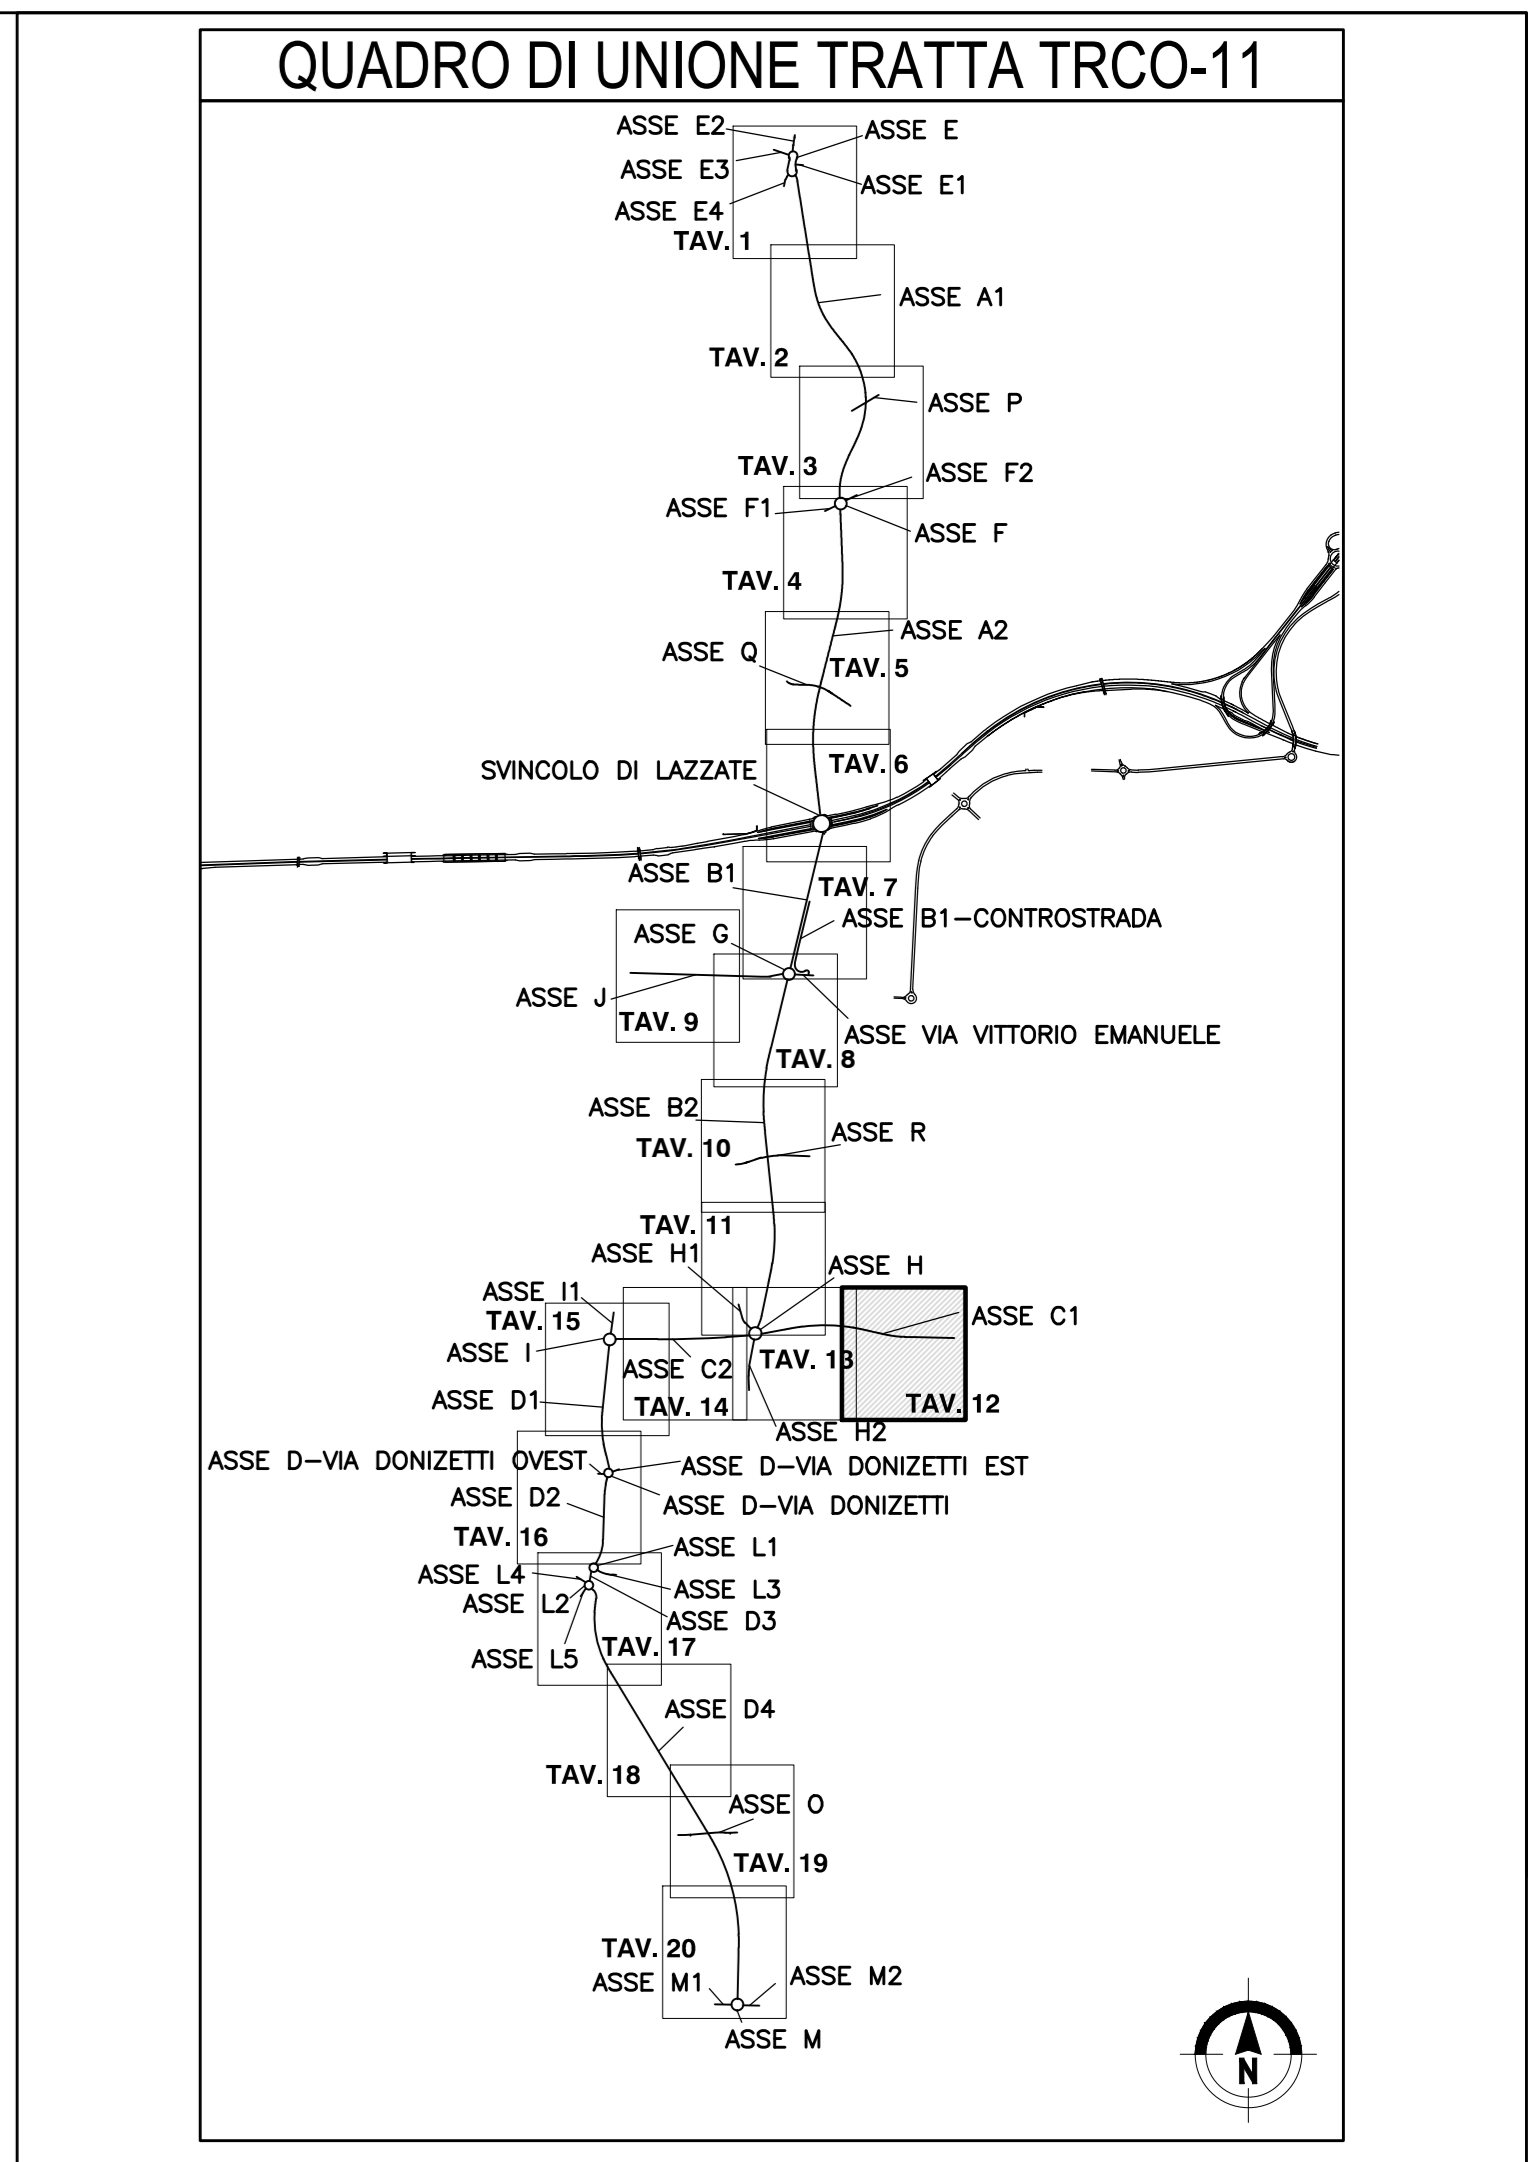 QUADRO DI UNIONE TRATTA TRCO-11
ASSE E2
ASSE E
ASSE E3
ASSE E1
ASSE E4
TAV. 1
ASSE A1
TAV. 2
ASSE P
TAV. 3
ASSE F2
ASSE F1
ASSE F
TAV. 4
ASSE A2
ASSE Q
TAV. 5
SVINCOLO DI LAZZATE
TAV. 6
ASSE B1
TAV. 7
ASSE B1-CONTROSTRADA
ASSE G
ASSE J
TAV. 9
ASSE VIA VITTORIO EMANUELE
TAV. 8
ASSE B2
ASSE R
TAV. 10
TAV. 11
ASSE H1
ASSE H
ASSE I1
TAV. 15
ASSE C1
ASSE I
ASSE C2
TAV. 13
ASSE D1
TAV. 14
TAV. 12
ASSE H2
ASSE D-VIA DONIZETTI OVEST
ASSE D-VIA DONIZETTI EST
ASSE D2
ASSE D-VIA DONIZETTI
TAV. 16
ASSE L1
ASSE L4
ASSE L3
ASSE L2
ASSE D3
TAV. 17
ASSE L5
ASSE D4
TAV. 18
ASSE O
TAV. 19
TAV. 20
ASSE M1
ASSE M2
ASSE M
N